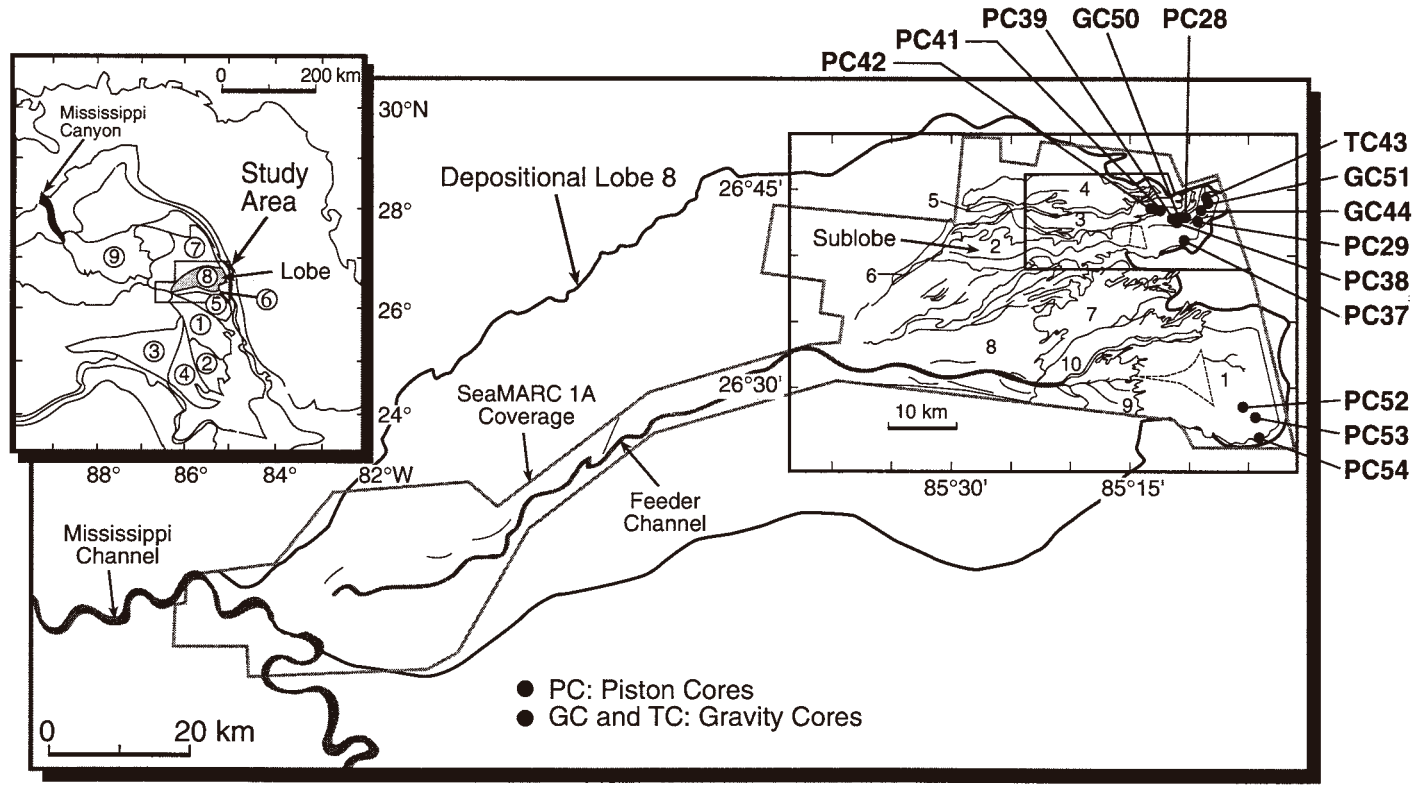 PC39 GC50 PC28
PC41
PC42
0 200 km
Mississippi
Canyon
Study
Area
Lobe
9
7
8
6
5
1
3
2
4
30°N
28°
26°
24°
88° 86° 84° 82°W
Depositional Lobe 8
26°45'
26°30'
85°30' 85°15'
Sublobe
5
4
3
2
6
7
8
10
9
1
10 km
TC43
GC51
GC44
PC29
PC38
PC37
PC52
PC53
PC54
SeaMARC 1A
Coverage
Feeder
Channel
Mississippi
Channel
PC: Piston Cores
GC and TC: Gravity Cores
0 20 km